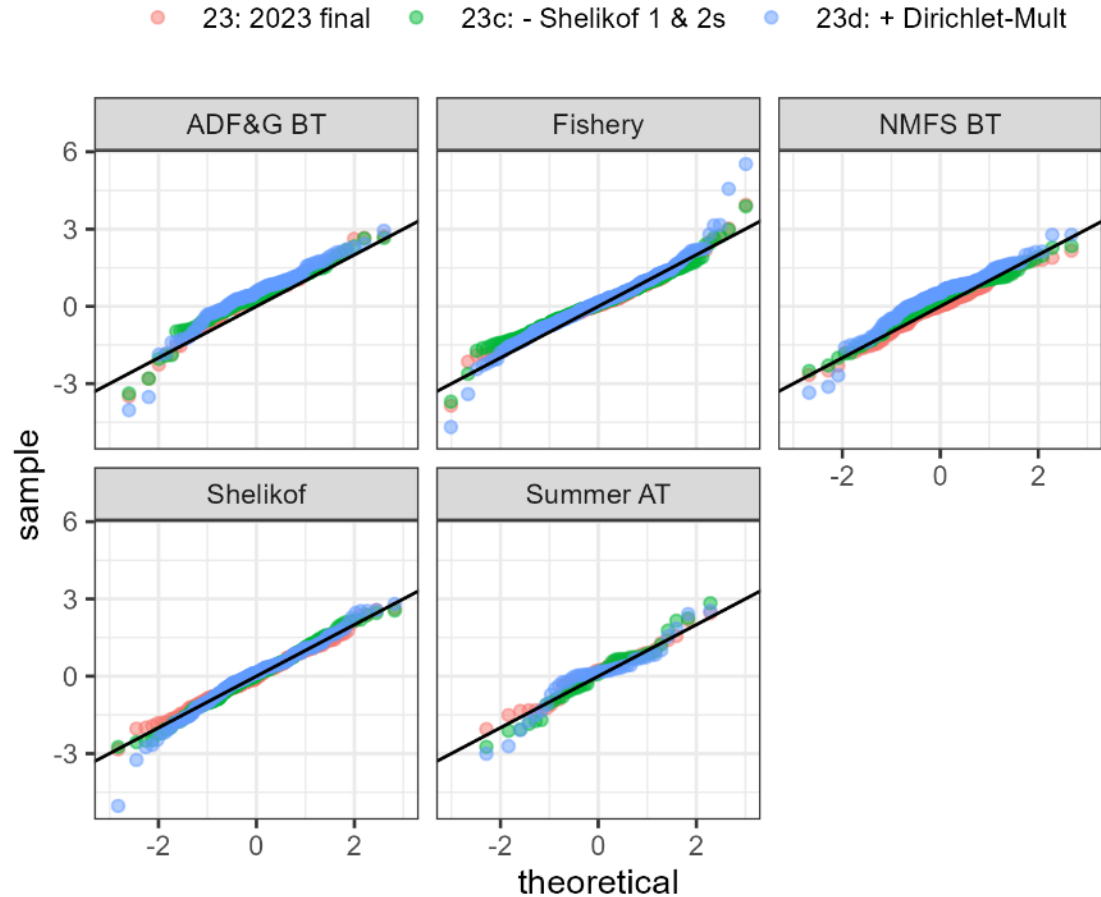 23: 2023 final 23c: - Shelikof 1 & 2s 23d: + Dirichlet-Mult
ADF&G BT Fishery NMFS BT
6
3
0
-3
-2 0 2
Shelikof Summer AT
6
3
0
-3
-2 0 2 -2 0 2
sample
theoretical